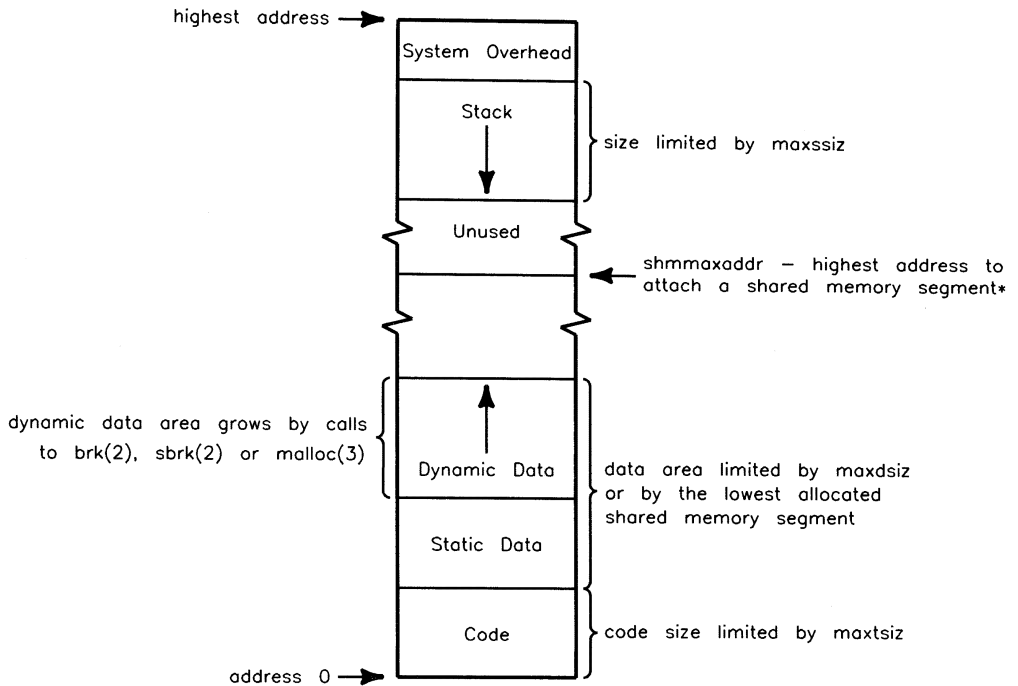 highest address
System Overhead
Stack
size limited by maxssiz
Unused
shmmaxaddr – highest address to
attach a shared memory segment*
dynamic data area grows by calls
to brk(2), sbrk(2) or malloc(3)
Dynamic Data
data area limited by maxdsiz
or by the lowest allocated
shared memory segment
Static Data
Code
code size limited by maxtsiz
address 0